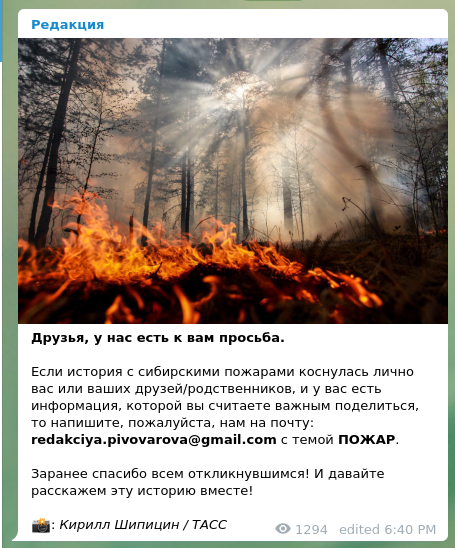 Редакция
Друзья, у нас есть к вам просьба.
Если история с сибирскими пожарами коснулась лично
вас или ваших друзей/родственников, и у вас есть
информация, которой вы считаете важным поделиться,
то напишите, пожалуйста, нам на почту:
redakciya.pivovarova@gmail.com с темой ПОЖАР.
Заранее спасибо всем откликнувшимся! И давайте
расскажем эту историю вместе!
📸: Кирилл Шипицин / ТАСС
1294 edited 6:40 PM